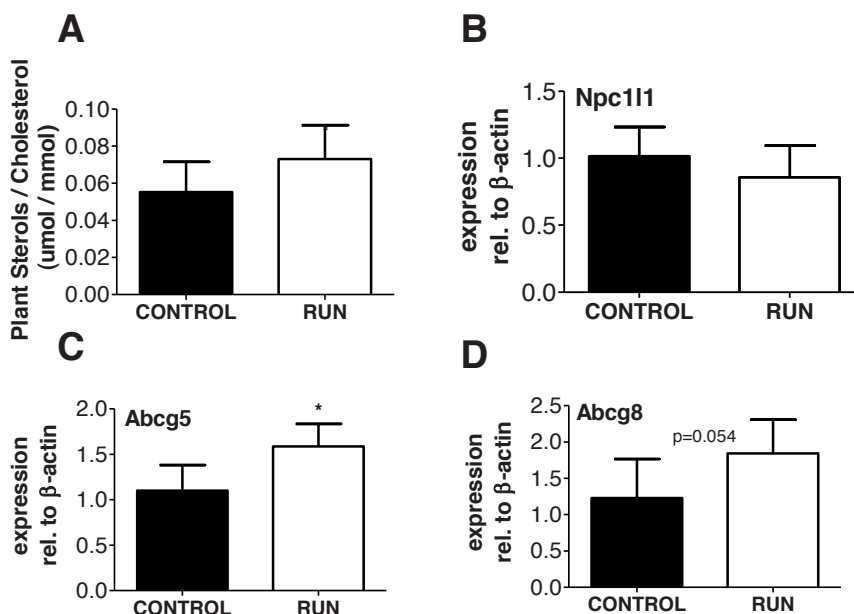 A
Plant Sterols / Cholesterol
(umol / mmol)
0.10
0.08
0.06
0.04
0.02
0.00
CONTROL
RUN
B
Npc1l1
expression
rel. to β-actin
1.5
1.0
0.5
0.0
CONTROL
RUN
C
Abcg5
expression
rel. to β-actin
2.0
1.5
1.0
0.5
0.0
*
CONTROL
RUN
D
Abcg8
expression
rel. to β-actin
2.5
2.0
1.5
1.0
0.5
0.0
p=0.054
CONTROL
RUN